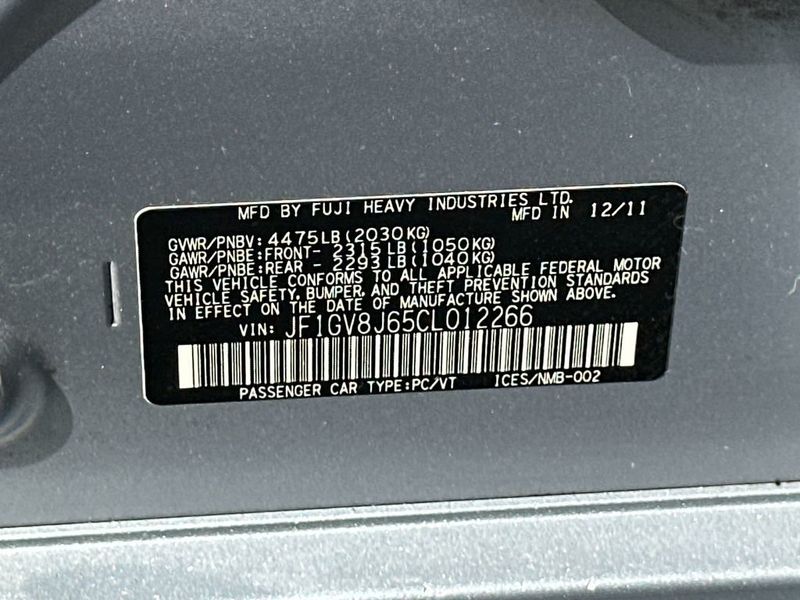 MFD BY FUJI HEAVY INDUSTRIES LTD.
MFD IN 12/11
GVWR/PNBV: 4475LB(2030KG)
GAWR/PNBE:FRONT- 2315LB(1050KG)
GAWR/PNBE:REAR - 2293LB(1040KG)
THIS VEHICLE CONFORMS TO ALL APPLICABLE FEDERAL MOTOR
VEHICLE SAFETY, BUMPER, AND THEFT PREVENTION STANDARDS
IN EFFECT ON THE DATE OF MANUFACTURE SHOWN ABOVE.
VIN: JF1GV8J65CL012266
PASSENGER CAR TYPE:PC/VT ICES/NMB-002